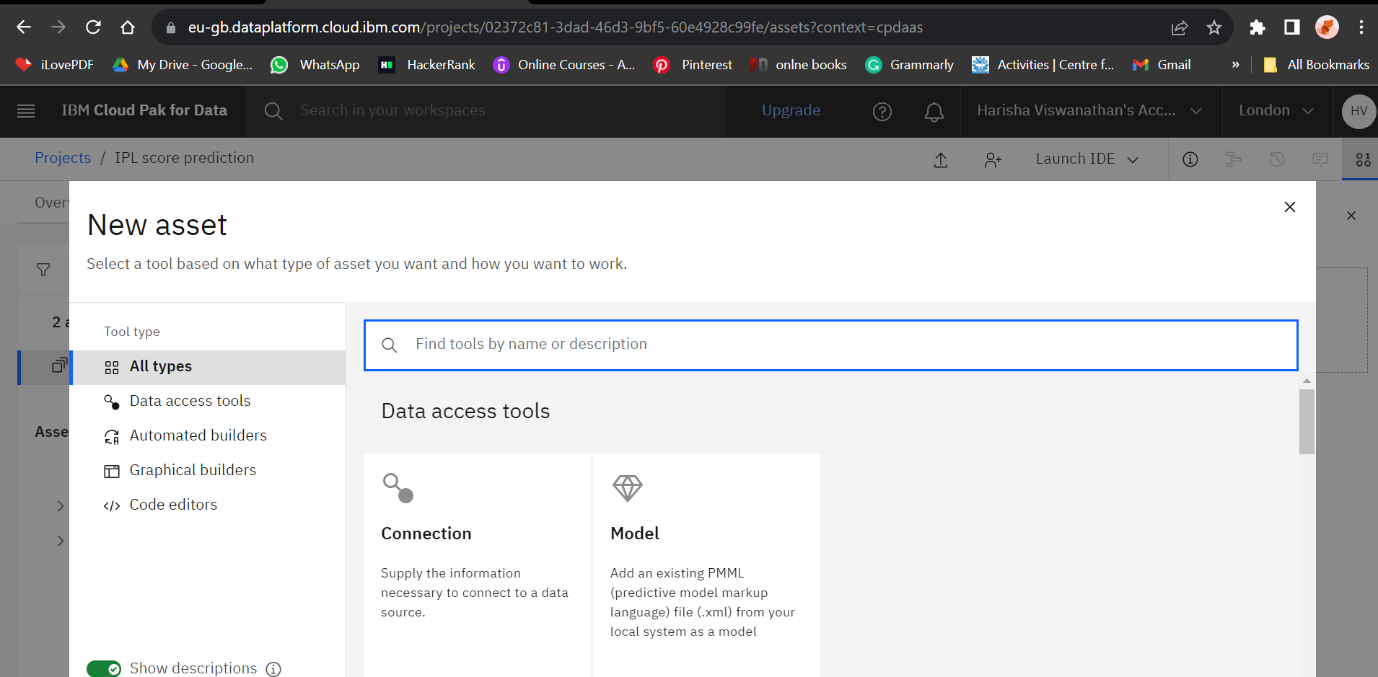 eu-gb.dataplatform.cloud.ibm.com/projects/02372c81-3dad-46d3-9bf5-60e4928c99fe/assets?context=cpdaas
iLovePDF My Drive - Google... WhatsApp HackerRank Online Courses - A... Pinterest onlne books Grammarly Activities | Centre f... Gmail » All Bookmarks
IBM Cloud Pak for Data Search in your workspaces Upgrade Harisha Viswanathan's Acc... London HV
Projects / IPL score prediction Launch IDE
Over
New asset
Select a tool based on what type of asset you want and how you want to work.
2 a
Asse
Tool type
All types
Data access tools
Automated builders
Graphical builders
Code editors
Show descriptions
Find tools by name or description
Data access tools
Connection
Supply the information
necessary to connect to a data
source.
Model
Add an existing PMML
(predictive model markup
language) file (.xml) from your
local system as a model